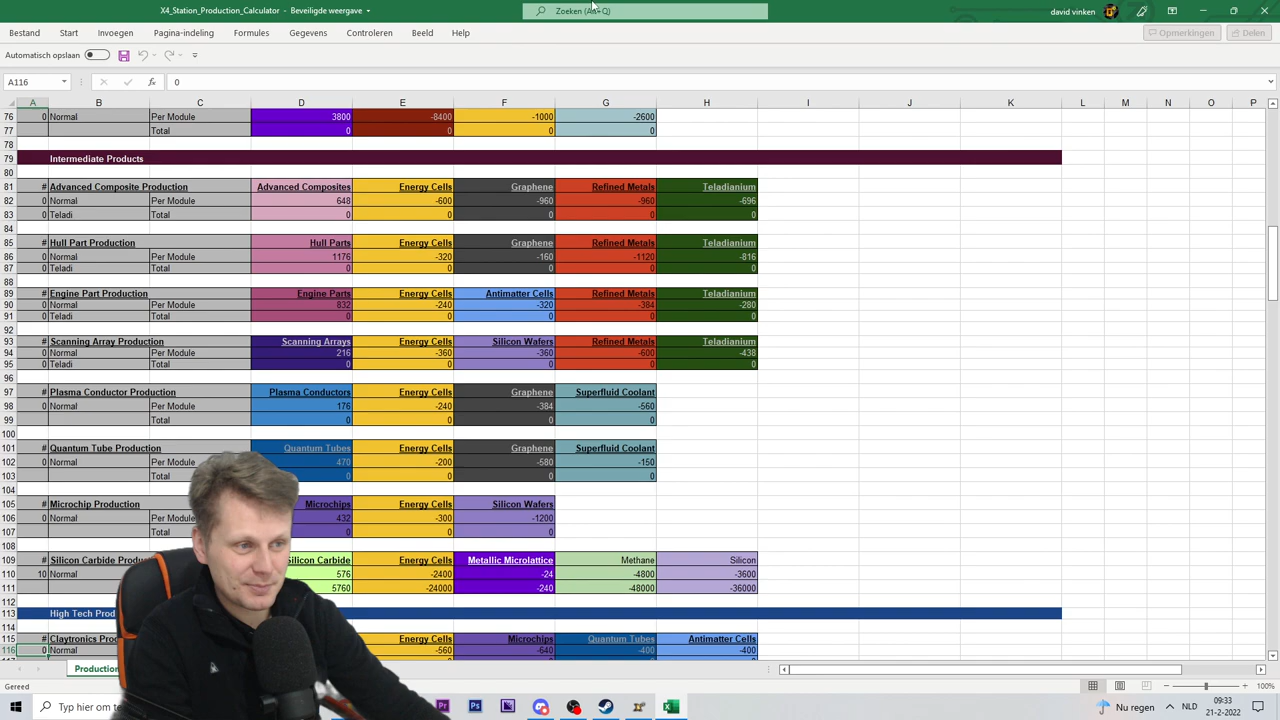 X4_Station_Production_Calculator - Beveiligde weergave
Zoeken (Alt+Q)
david vinken
Bestand Start Invoegen Pagina-indeling Formules Gegevens Controleren Beeld Help
Opmerkingen Delen
Automatisch opslaan
A116 fx 0
A B C D E F G H I J K L M N O P
76 0 Normal Per Module 3800 -8400 -1000 -2600
77 Total 0 0 0 0
78
79 Intermediate Products
80
81 # Advanced Composite Production Advanced Composites Energy Cells Graphene Refined Metals Teladianium
82 0 Normal Per Module 648 -600 -960 -960 -696
83 0 Teladi Total 0 0 0 0 0
84
85 # Hull Part Production Hull Parts Energy Cells Graphene Refined Metals Teladianium
86 0 Normal Per Module 1176 -320 -160 -1120 -816
87 0 Teladi Total 0 0 0 0 0
88
89 # Engine Part Production Engine Parts Energy Cells Antimatter Cells Refined Metals Teladianium
90 0 Normal Per Module 832 -240 -320 -384 -280
91 0 Teladi Total 0 0 0 0 0
92
93 # Scanning Array Production Scanning Arrays Energy Cells Silicon Wafers Refined Metals Teladianium
94 0 Normal Per Module 216 -360 -360 -600 -438
95 0 Teladi Total 0 0 0 0 0
96
97 # Plasma Conductor Production Plasma Conductors Energy Cells Graphene Superfluid Coolant
98 0 Normal Per Module 176 -240 -384 -560
99 Total 0 0 0 0
100
101 # Quantum Tube Production Quantum Tubes Energy Cells Graphene Superfluid Coolant
102 0 Normal Per Module 470 -200 -580 -150
103 Total 0 0 0 0
104
105 # Microchip Production Microchips Energy Cells Silicon Wafers
106 0 Normal Per Module 432 -300 -1200
107 Total 0 0 0
108
109 # Silicon Carbide Produ Silicon Carbide Energy Cells Metallic Microlattice Methane Silicon
110 10 Normal 576 -2400 -24 -4800 -3600
111 5760 -24000 -240 -48000 -36000
112
113 High Tech Prod
114
115 # Claytronics Prod Energy Cells Microchips Quantum Tubes Antimatter Cells
116 0 Normal -560 -640 -400 -400
Production
Gereed
100%
Typ hier om te
Nu regen
NLD
09:33
21-2-2022